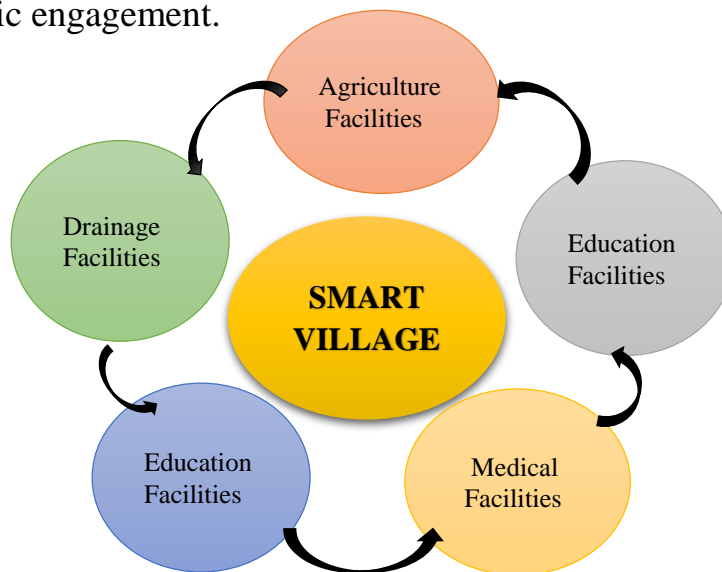 ic engagement.
Agriculture
Facilities
Drainage
Facilities
Education
Facilities
SMART
VILLAGE
Education
Facilities
Medical
Facilities